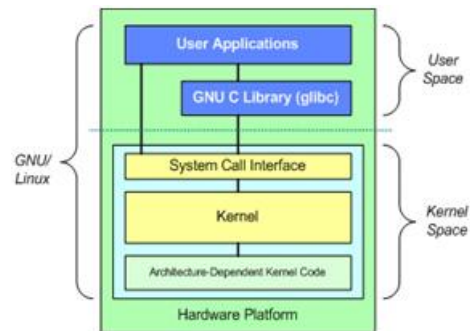 User Applications
GNU C Library (glibc)
User
Space
GNU/
Linux
System Call Interface
Kernel
Architecture-Dependent Kernel Code
Kernel
Space
Hardware Platform